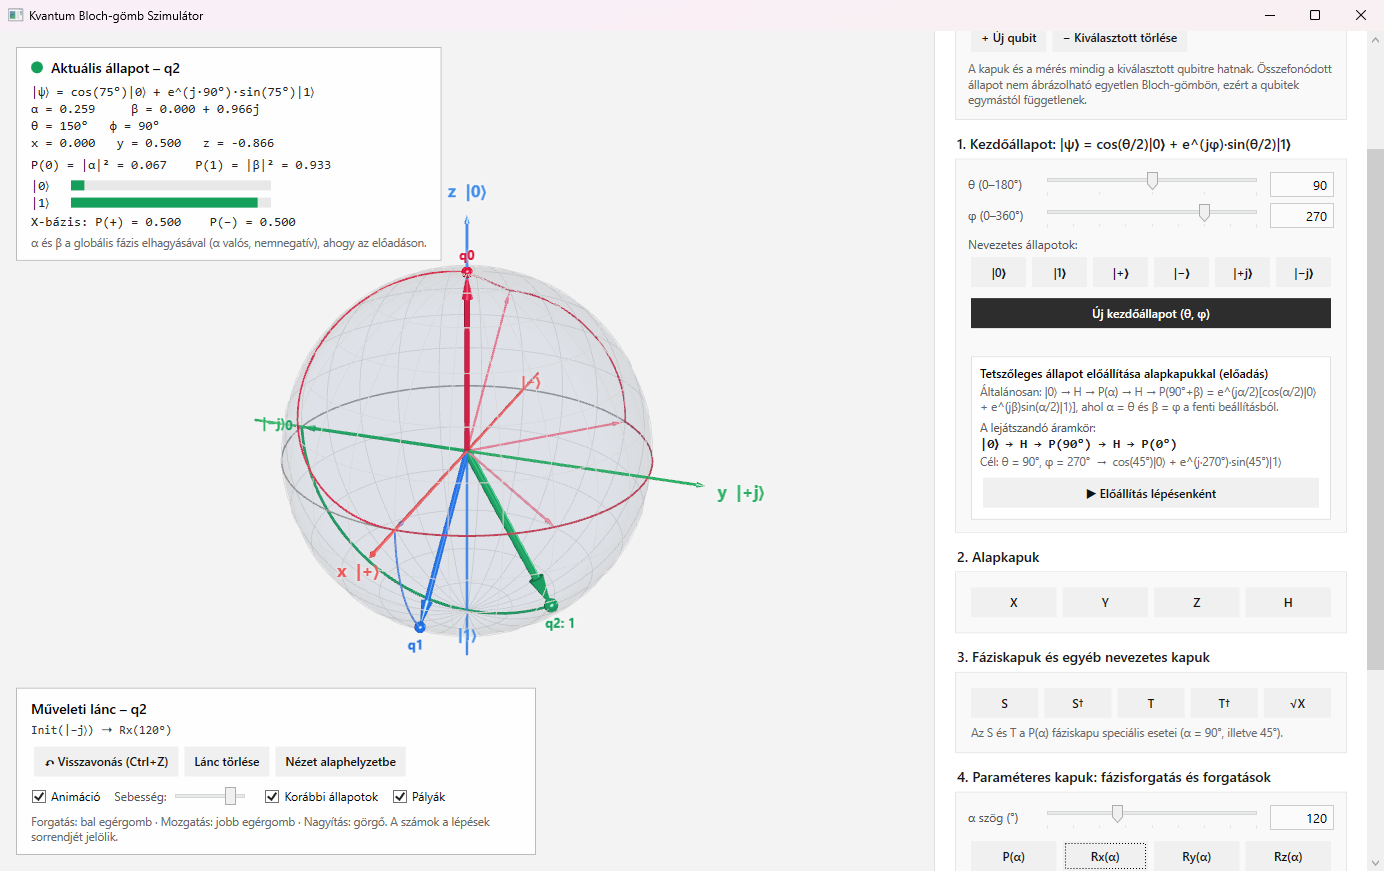 Kvantum Bloch-gömb Szimulátor
Aktuális állapot – q2
|ψ⟩ = cos(75°)|0⟩ + e^(j·90°)·sin(75°)|1⟩
α = 0.259    β = 0.000 + 0.966j
θ = 150°   ϕ = 90°
x = 0.000   y = 0.500   z = -0.866
P(0) = |α|² = 0.067    P(1) = |β|² = 0.933
|0⟩
|1⟩
X-bázis: P(+) = 0.500    P(−) = 0.500
α és β a globális fázis elhagyásával (α valós, nemnegatív), ahogy az előadáson.
z |0⟩
q0
|−⟩
|−j⟩0
y |+j⟩
x |+⟩
q1
|1⟩
q2: 1
Műveleti lánc – q2
Init(|−j⟩) → Rx(120°)
↶ Visszavonás (Ctrl+Z)
Lánc törlése
Nézet alaphelyzetbe
Animáció
Sebesség:
Korábbi állapotok
Pályák
Forgatás: bal egérgomb · Mozgatás: jobb egérgomb · Nagyítás: görgő. A számok a lépések
sorrendjét jelölik.
+ Új qubit
− Kiválasztott törlése
A kapuk és a mérés mindig a kiválasztott qubitre hatnak. Összefonódott
állapot nem ábrázolható egyetlen Bloch-gömbön, ezért a qubitek
egymástól függetlenek.
1. Kezdőállapot: |ψ⟩ = cos(θ/2)|0⟩ + e^(jφ)·sin(θ/2)|1⟩
θ (0–180°)
90
φ (0–360°)
270
Nevezetes állapotok:
|0⟩
|1⟩
|+⟩
|−⟩
|+j⟩
|−j⟩
Új kezdőállapot (θ, φ)
Tetszőleges állapot előállítása alapkapukkal (előadás)
Általánosan: |0⟩ → H → P(α) → H → P(90°+β) = e^(jα/2)[cos(α/2)|0⟩
+ e^(jβ)sin(α/2)|1⟩], ahol α = θ és β = φ a fenti beállításból.
A lejátszandó áramkör:
|0⟩ → H → P(90°) → H → P(0°)
Cél: θ = 90°, φ = 270° → cos(45°)|0⟩ + e^(j·270°)·sin(45°)|1⟩
▶ Előállítás lépésenként
2. Alapkapuk
X
Y
Z
H
3. Fáziskapuk és egyéb nevezetes kapuk
S
S†
T
T†
√X
Az S és T a P(α) fáziskapu speciális esetei (α = 90°, illetve 45°).
4. Paraméteres kapuk: fázisforgatás és forgatások
α szög (°)
120
P(α)
Rx(α)
Ry(α)
Rz(α)